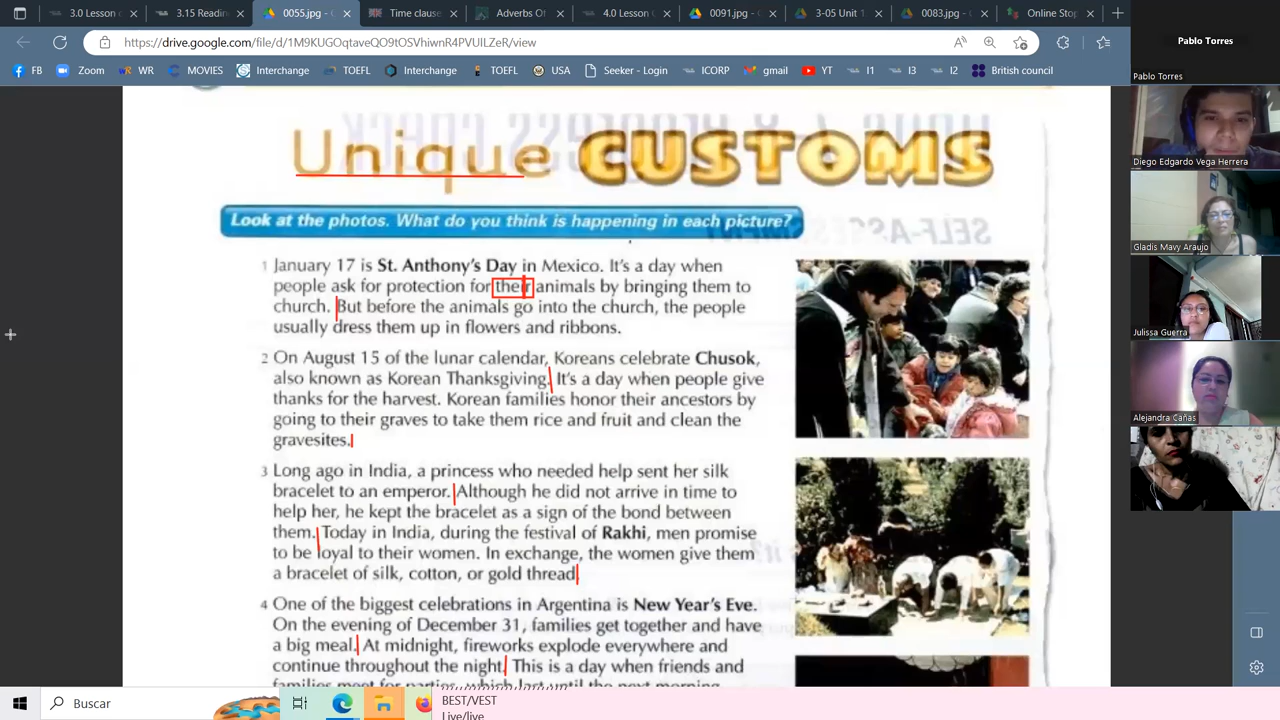 3.0 Lesson
3.15 Readin
0055.jpg - G
Time clause
Adverbs Of
4.0 Lesson
0091.jpg - G
3-05 Unit 1
0083.jpg - G
Online Stop
https://drive.google.com/file/d/1M9KUGOqtaveQO9tOSVhiwnR4PVUILZeR/view
FB
Zoom
WR
MOVIES
Interchange
TOEFL
Interchange
TOEFL
USA
Seeker - Login
ICORP
gmail
YT
I1
I3
I2
British council
Unique CUSTOMS
Look at the photos. What do you think is happening in each picture?
1 January 17 is St. Anthony's Day in Mexico. It's a day when
people ask for protection for their animals by bringing them to
church. But before the animals go into the church, the people
usually dress them up in flowers and ribbons.
2 On August 15 of the lunar calendar, Koreans celebrate Chusok,
also known as Korean Thanksgiving. It's a day when people give
thanks for the harvest. Korean families honor their ancestors by
going to their graves to take them rice and fruit and clean the
gravesites.
3 Long ago in India, a princess who needed help sent her silk
bracelet to an emperor. Although he did not arrive in time to
help her, he kept the bracelet as a sign of the bond between
them. Today in India, during the festival of Rakhi, men promise
to be loyal to their women. In exchange, the women give them
a bracelet of silk, cotton, or gold thread.
4 One of the biggest celebrations in Argentina is New Year's Eve.
On the evening of December 31, families get together and have
a big meal. At midnight, fireworks explode everywhere and
continue throughout the night. This is a day when friends and
families meet for parties, which last until the next morning.
Pablo Torres
Pablo Torres
Diego Edgardo Vega Herrera
Gladis Mavy Araujo
Julissa Guerra
Alejandra Cañas
Buscar
BEST/VEST
Live/live